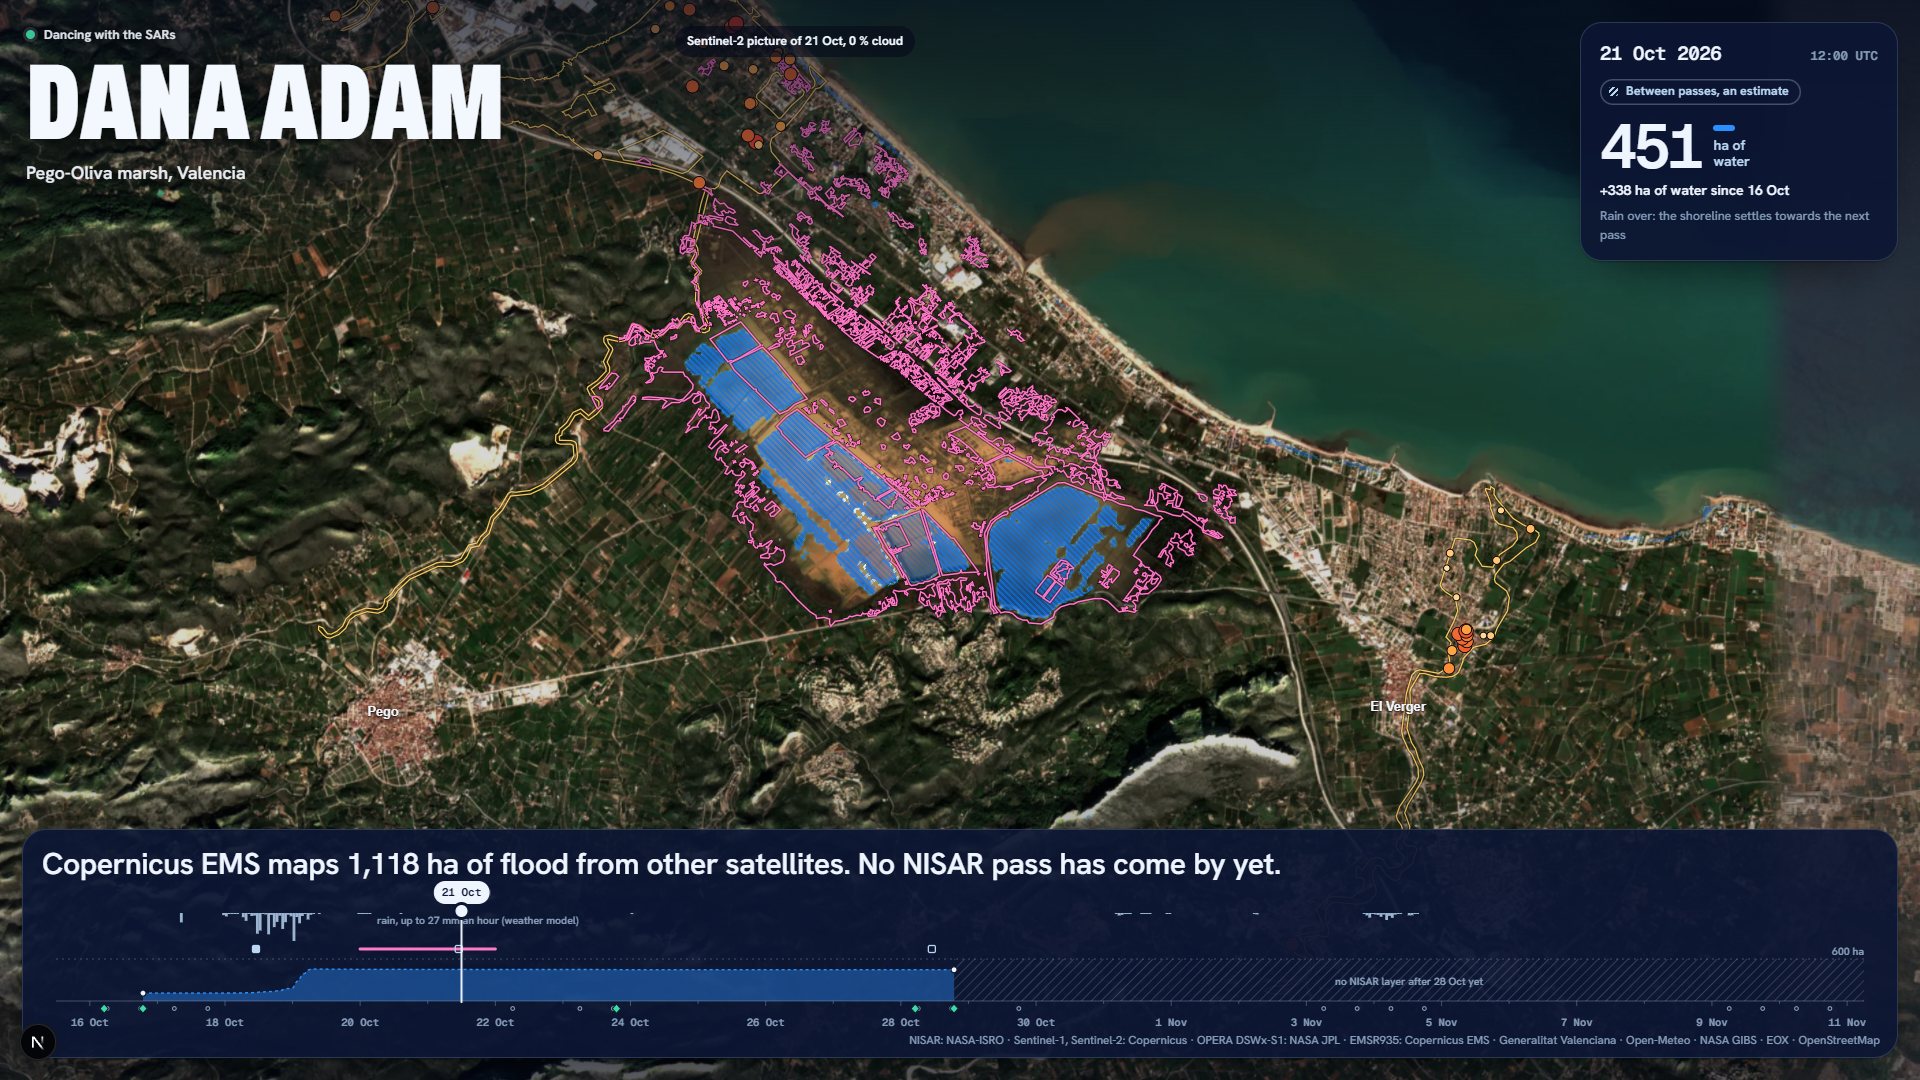 Dancing with the SARs
DANA ADAM
Pego-Oliva marsh, Valencia
Sentinel-2 picture of 21 Oct, 0 % cloud
21 Oct 2026
12:00 UTC
Between passes, an estimate
451
ha of
water
+338 ha of water since 16 Oct
Rain over: the shoreline settles towards the next
pass
Pego
El Verger
Copernicus EMS maps 1,118 ha of flood from other satellites. No NISAR pass has come by yet.
21 Oct
rain, up to 27 mm an hour (weather model)
600 ha
no NISAR layer after 28 Oct yet
16 Oct
18 Oct
20 Oct
22 Oct
24 Oct
26 Oct
28 Oct
30 Oct
1 Nov
3 Nov
5 Nov
7 Nov
9 Nov
11 Nov
N
NISAR: NASA-ISRO · Sentinel-1, Sentinel-2: Copernicus · OPERA DSWx-S1: NASA JPL · EMSR935: Copernicus EMS · Generalitat Valenciana · Open-Meteo · NASA GIBS · EOX · OpenStreetMap